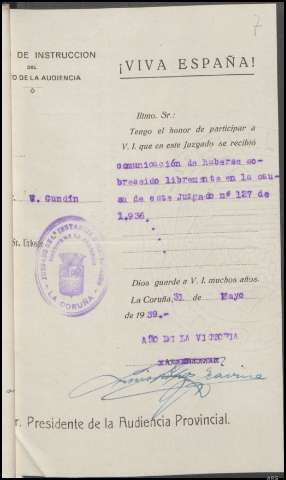 7
DE INSTRUCCION
DEL
O DE LA AUDIENCIA
¡VIVA ESPAÑA!
Iltmo. Sr.:
Tengo el honor de participar a
V. I. que en este Juzgado se recibió
comunicación de haberse so-
breseido libremente en la cau-
sa de este Juzgado nº 127 de
1.936.
V. Gundín
LA CORUÑA
Dios guarde a V. I. muchos años.
La Coruña, 31 de Mayo
de 1939.-
AÑO DE LA VICTORIA
r. Presidente de la Audiencia Provincial.